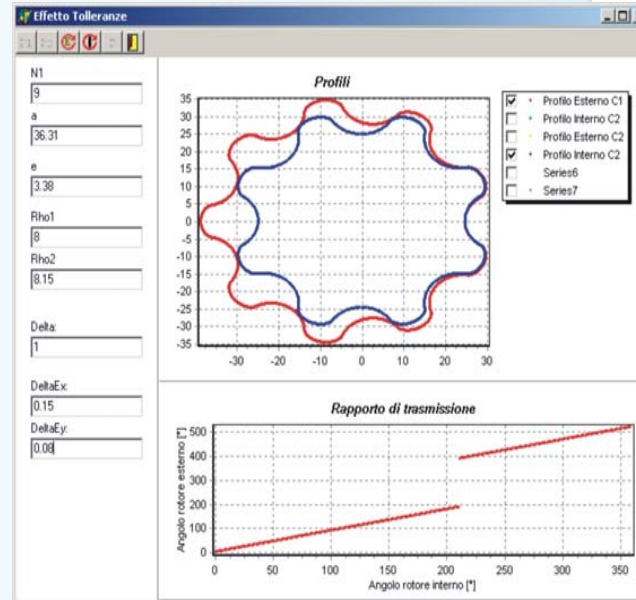 Effetto Tolleranze
N1
9
a
36.31
e
3.38
Rho1
8
Rho2
8.15
Delta:
1
DeltaEx:
0.15
DeltaEy:
0.08
Profili
35
30
25
20
15
10
5
0
-5
-10
-15
-20
-25
-30
-35
-30 -20 -10 0 10 20 30
Profilo Esterno C1
Profilo Interno C2
Profilo Esterno C2
Profilo Interno C2
Series6
Series7
Rapporto di trasmissione
Angolo rotore esterno [°]
500
400
300
200
100
0
0 50 100 150 200 250 300 350
Angolo rotore interno [°]